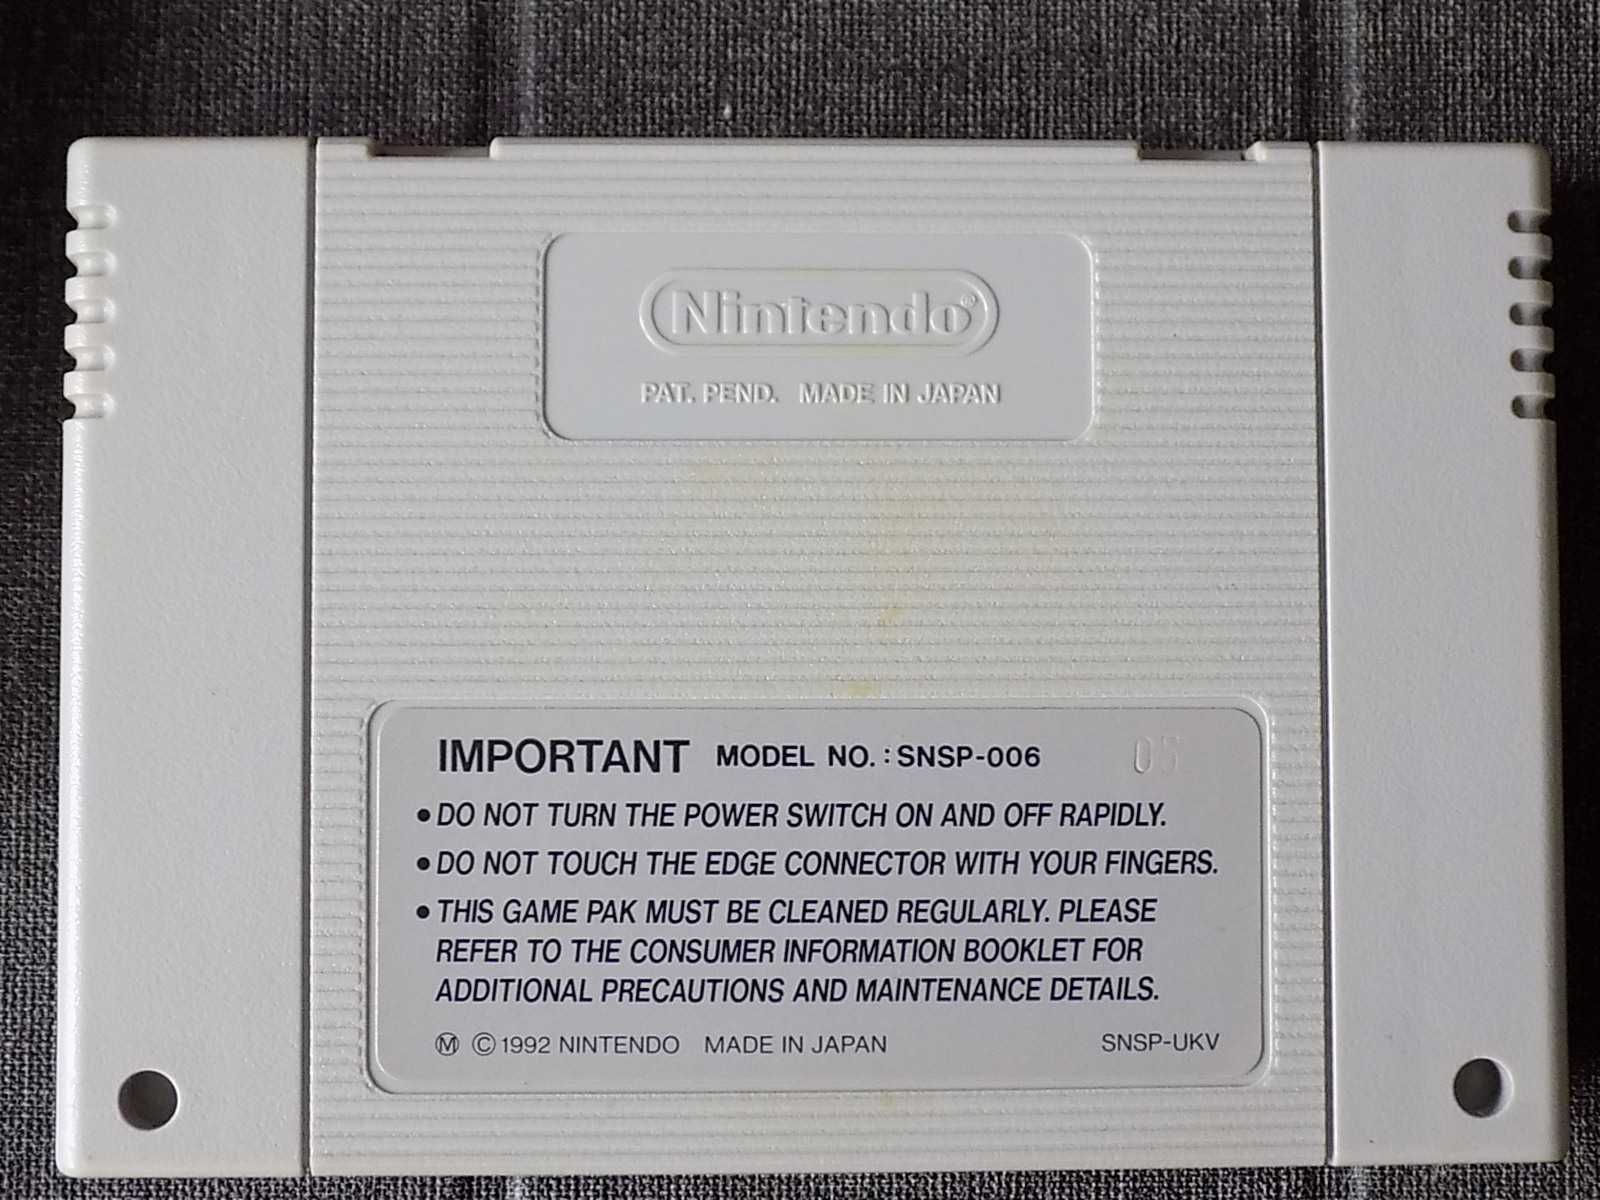 Nintendo®
PAT. PEND. MADE IN JAPAN
IMPORTANT MODEL NO.: SNSP-006 05
•DO NOT TURN THE POWER SWITCH ON AND OFF RAPIDLY.
•DO NOT TOUCH THE EDGE CONNECTOR WITH YOUR FINGERS.
•THIS GAME PAK MUST BE CLEANED REGULARLY. PLEASE
REFER TO THE CONSUMER INFORMATION BOOKLET FOR
ADDITIONAL PRECAUTIONS AND MAINTENANCE DETAILS.
Ⓜ ©1992 NINTENDO MADE IN JAPAN SNSP-UKV